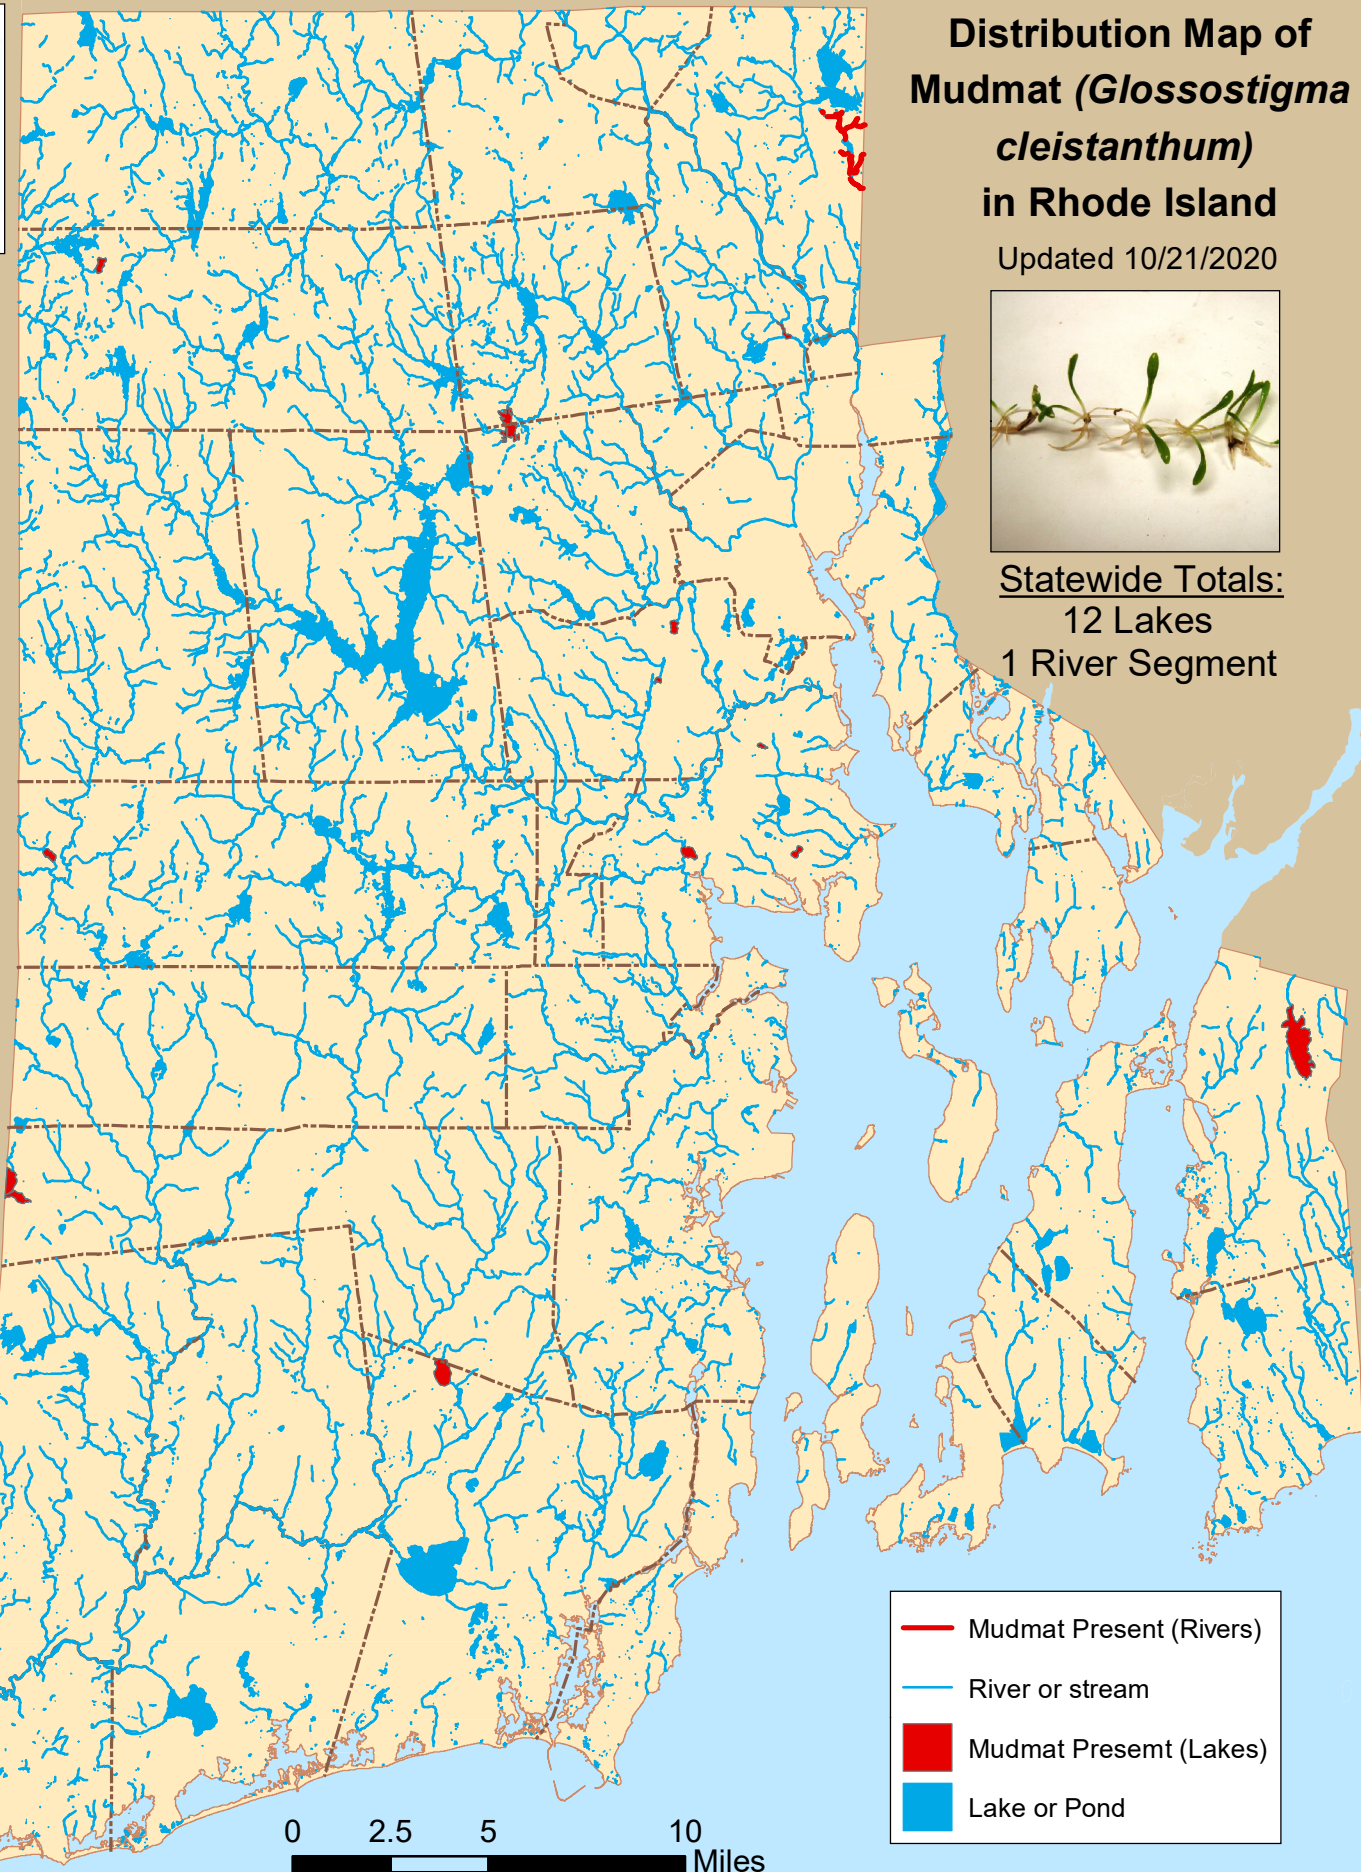 Distribution Map of
Mudmat (Glossostigma
cleistanthum)
in Rhode Island
Updated 10/21/2020
Statewide Totals:
12 Lakes
1 River Segment
Mudmat Present (Rivers)
River or stream
Mudmat Presemt (Lakes)
Lake or Pond
0 2.5 5 10
Miles